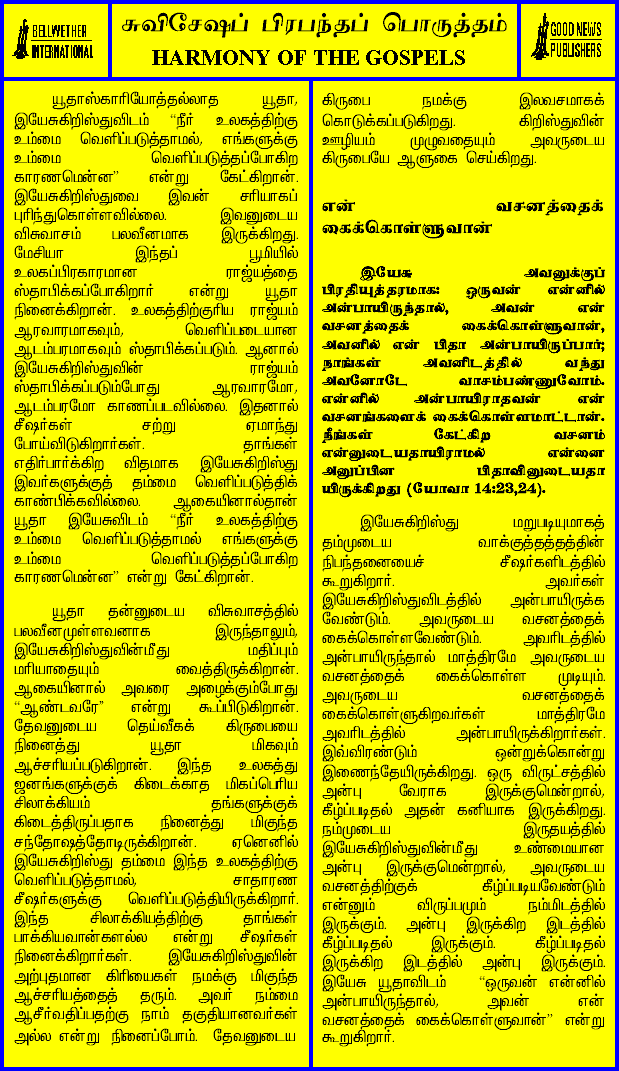 BELLWETHER
INTERNATIONAL
சுவிசேஷப் பிரபந்தப் பொருத்தம்
HARMONY OF THE GOSPELS
GOOD NEWS
PUBLISHERS
யூதாஸ்காரியோத்தல்லாத யூதா,
இயேசுகிறிஸ்துவிடம் “நீர் உலகத்திற்கு
உம்மை வெளிப்படுத்தாமல், எங்களுக்கு
உம்மை வெளிப்படுத்தப்போகிற
காரணமென்ன” என்று கேட்கிறான்.
இயேசுகிறிஸ்துவை இவன் சரியாகப்
புரிந்துகொள்ளவில்லை. இவனுடைய
விசுவாசம் பலவீனமாக இருக்கிறது.
மேசியா இந்தப் பூமியில்
உலகப்பிரகாரமான ராஜ்யத்தை
ஸ்தாபிக்கப்போகிறார் என்று யூதா
நினைக்கிறான். உலகத்திற்குரிய ராஜ்யம்
ஆரவாரமாகவும், வெளிப்படையான
ஆடம்பரமாகவும் ஸ்தாபிக்கப்படும். ஆனால்
இயேசுகிறிஸ்துவின் ராஜ்யம்
ஸ்தாபிக்கப்படும்போது ஆரவாரமோ,
ஆடம்பரமோ காணப்படவில்லை. இதனால்
சீஷர்கள் சற்று ஏமாந்து
போய்விடுகிறார்கள். தாங்கள்
எதிர்பார்க்கிற விதமாக இயேசுகிறிஸ்து
இவர்களுக்குத் தம்மை வெளிப்படுத்திக்
காண்பிக்கவில்லை. ஆகையினால்தான்
யூதா இயேசுவிடம் “நீர் உலகத்திற்கு
உம்மை வெளிப்படுத்தாமல் எங்களுக்கு
உம்மை வெளிப்படுத்தப்போகிற
காரணமென்ன” என்று கேட்கிறான்.
யூதா தன்னுடைய விசுவாசத்தில்
பலவீனமுள்ளவனாக இருந்தாலும்,
இயேசுகிறிஸ்துவின்மீது மதிப்பும்
மரியாதையும் வைத்திருக்கிறான்.
ஆகையினால் அவரை அழைக்கும்போது
“ஆண்டவரே” என்று கூப்பிடுகிறான்.
தேவனுடைய தெய்வீகக் கிருபையை
நினைத்து யூதா மிகவும்
ஆச்சரியப்படுகிறான். இந்த உலகத்து
ஜனங்களுக்குக் கிடைக்காத மிகப்பெரிய
சிலாக்கியம் தங்களுக்குக்
கிடைத்திருப்பதாக நினைத்து மிகுந்த
சந்தோஷத்தோடிருக்கிறான். ஏனெனில்
இயேசுகிறிஸ்து தம்மை இந்த உலகத்திற்கு
வெளிப்படுத்தாமல், சாதாரண
சீஷர்களுக்கு வெளிப்படுத்தியிருக்கிறார்.
இந்த சிலாக்கியத்திற்கு தாங்கள்
பாக்கியவான்களல்ல என்று சீஷர்கள்
நினைக்கிறார்கள். இயேசுகிறிஸ்துவின்
அற்புதமான கிரியைகள் நமக்கு மிகுந்த
ஆச்சரியத்தைத் தரும். அவர் நம்மை
ஆசீர்வதிப்பதற்கு நாம் தகுதியானவர்கள்
அல்ல என்று நினைப்போம். தேவனுடைய
கிருபை நமக்கு இலவசமாகக்
கொடுக்கப்படுகிறது. கிறிஸ்துவின்
ஊழியம் முழுவதையும் அவருடைய
கிருபையே ஆளுகை செய்கிறது.
என் வசனத்தைக்
கைக்கொள்ளுவான்
இயேசு அவனுக்குப்
பிரதியுத்தரமாக: ஒருவன் என்னில்
அன்பாயிருந்தால், அவன் என்
வசனத்தைக் கைக்கொள்ளுவான்,
அவனில் என் பிதா அன்பாயிருப்பார்;
நாங்கள் அவனிடத்தில் வந்து
அவனோடே வாசம்பண்ணுவோம்.
என்னில் அன்பாயிராதவன் என்
வசனங்களைக் கைக்கொள்ளமாட்டான்.
நீங்கள் கேட்கிற வசனம்
என்னுடையதாயிராமல் என்னை
அனுப்பின பிதாவினுடையதா
யிருக்கிறது (யோவா 14:23,24).
இயேசுகிறிஸ்து மறுபடியுமாகத்
தம்முடைய வாக்குத்தத்தத்தின்
நிபந்தனையைச் சீஷர்களிடத்தில்
கூறுகிறார். அவர்கள்
இயேசுகிறிஸ்துவிடத்தில் அன்பாயிருக்க
வேண்டும். அவருடைய வசனத்தைக்
கைக்கொள்ளவேண்டும். அவரிடத்தில்
அன்பாயிருந்தால் மாத்திரமே அவருடைய
வசனத்தைக் கைக்கொள்ள முடியும்.
அவருடைய வசனத்தைக்
கைக்கொள்ளுகிறவர்கள் மாத்திரமே
அவரிடத்தில் அன்பாயிருக்கிறார்கள்.
இவ்விரண்டும் ஒன்றுக்கொன்று
இணைந்தேயிருக்கிறது. ஒரு விருட்சத்தில்
அன்பு வேராக இருக்குமென்றால்,
கீழ்ப்படிதல் அதன் கனியாக இருக்கிறது.
நம்முடைய இருதயத்தில்
இயேசுகிறிஸ்துவின்மீது உண்மையான
அன்பு இருக்குமென்றால், அவருடைய
வசனத்திற்குக் கீழ்ப்படியவேண்டும்
என்னும் விருப்பமும் நம்மிடத்தில்
இருக்கும். அன்பு இருக்கிற இடத்தில்
கீழ்ப்படிதல் இருக்கும். கீழ்ப்படிதல்
இருக்கிற இடத்தில் அன்பு இருக்கும்.
இயேசு யூதாவிடம் “ஒருவன் என்னில்
அன்பாயிருந்தால், அவன் என்
வசனத்தைக் கைக்கொள்ளுவான்” என்று
கூறுகிறார்.